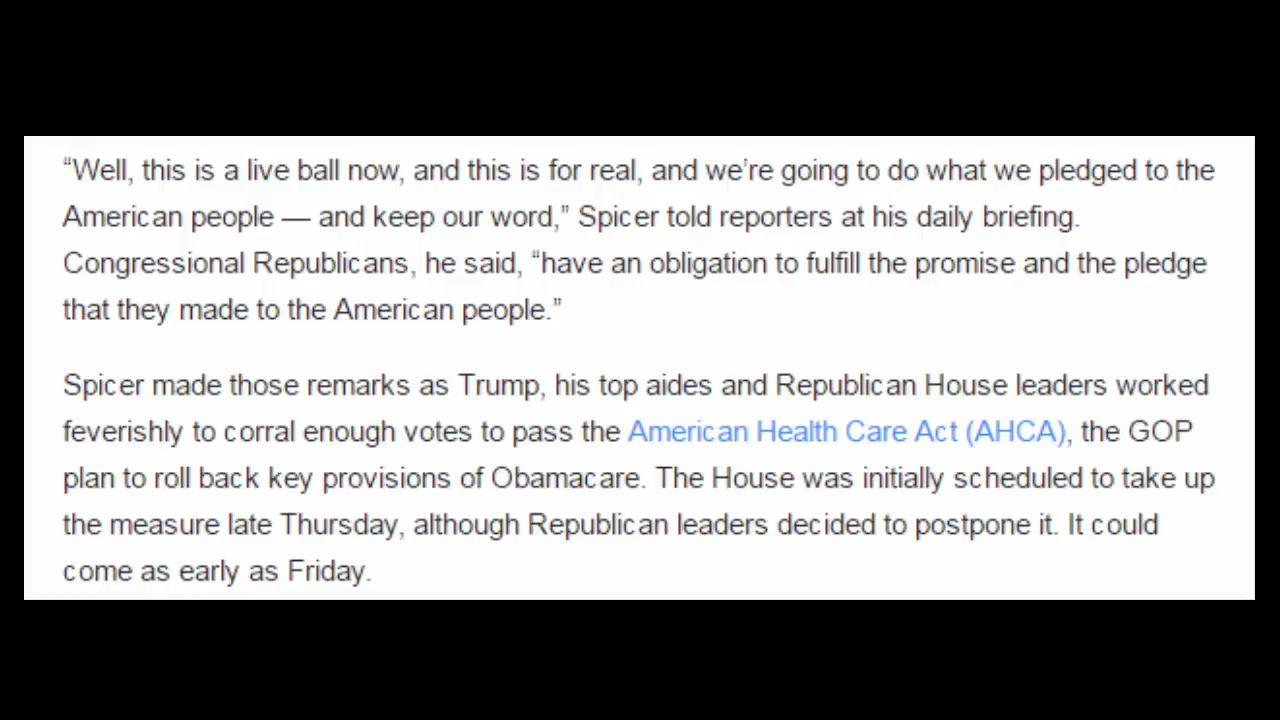 “Well, this is a live ball now, and this is for real, and we’re going to do what we pledged to the
American people — and keep our word,” Spicer told reporters at his daily briefing.
Congressional Republicans, he said, “have an obligation to fulfill the promise and the pledge
that they made to the American people.”
Spicer made those remarks as Trump, his top aides and Republican House leaders worked
feverishly to corral enough votes to pass the American Health Care Act (AHCA), the GOP
plan to roll back key provisions of Obamacare. The House was initially scheduled to take up
the measure late Thursday, although Republican leaders decided to postpone it. It could
come as early as Friday.